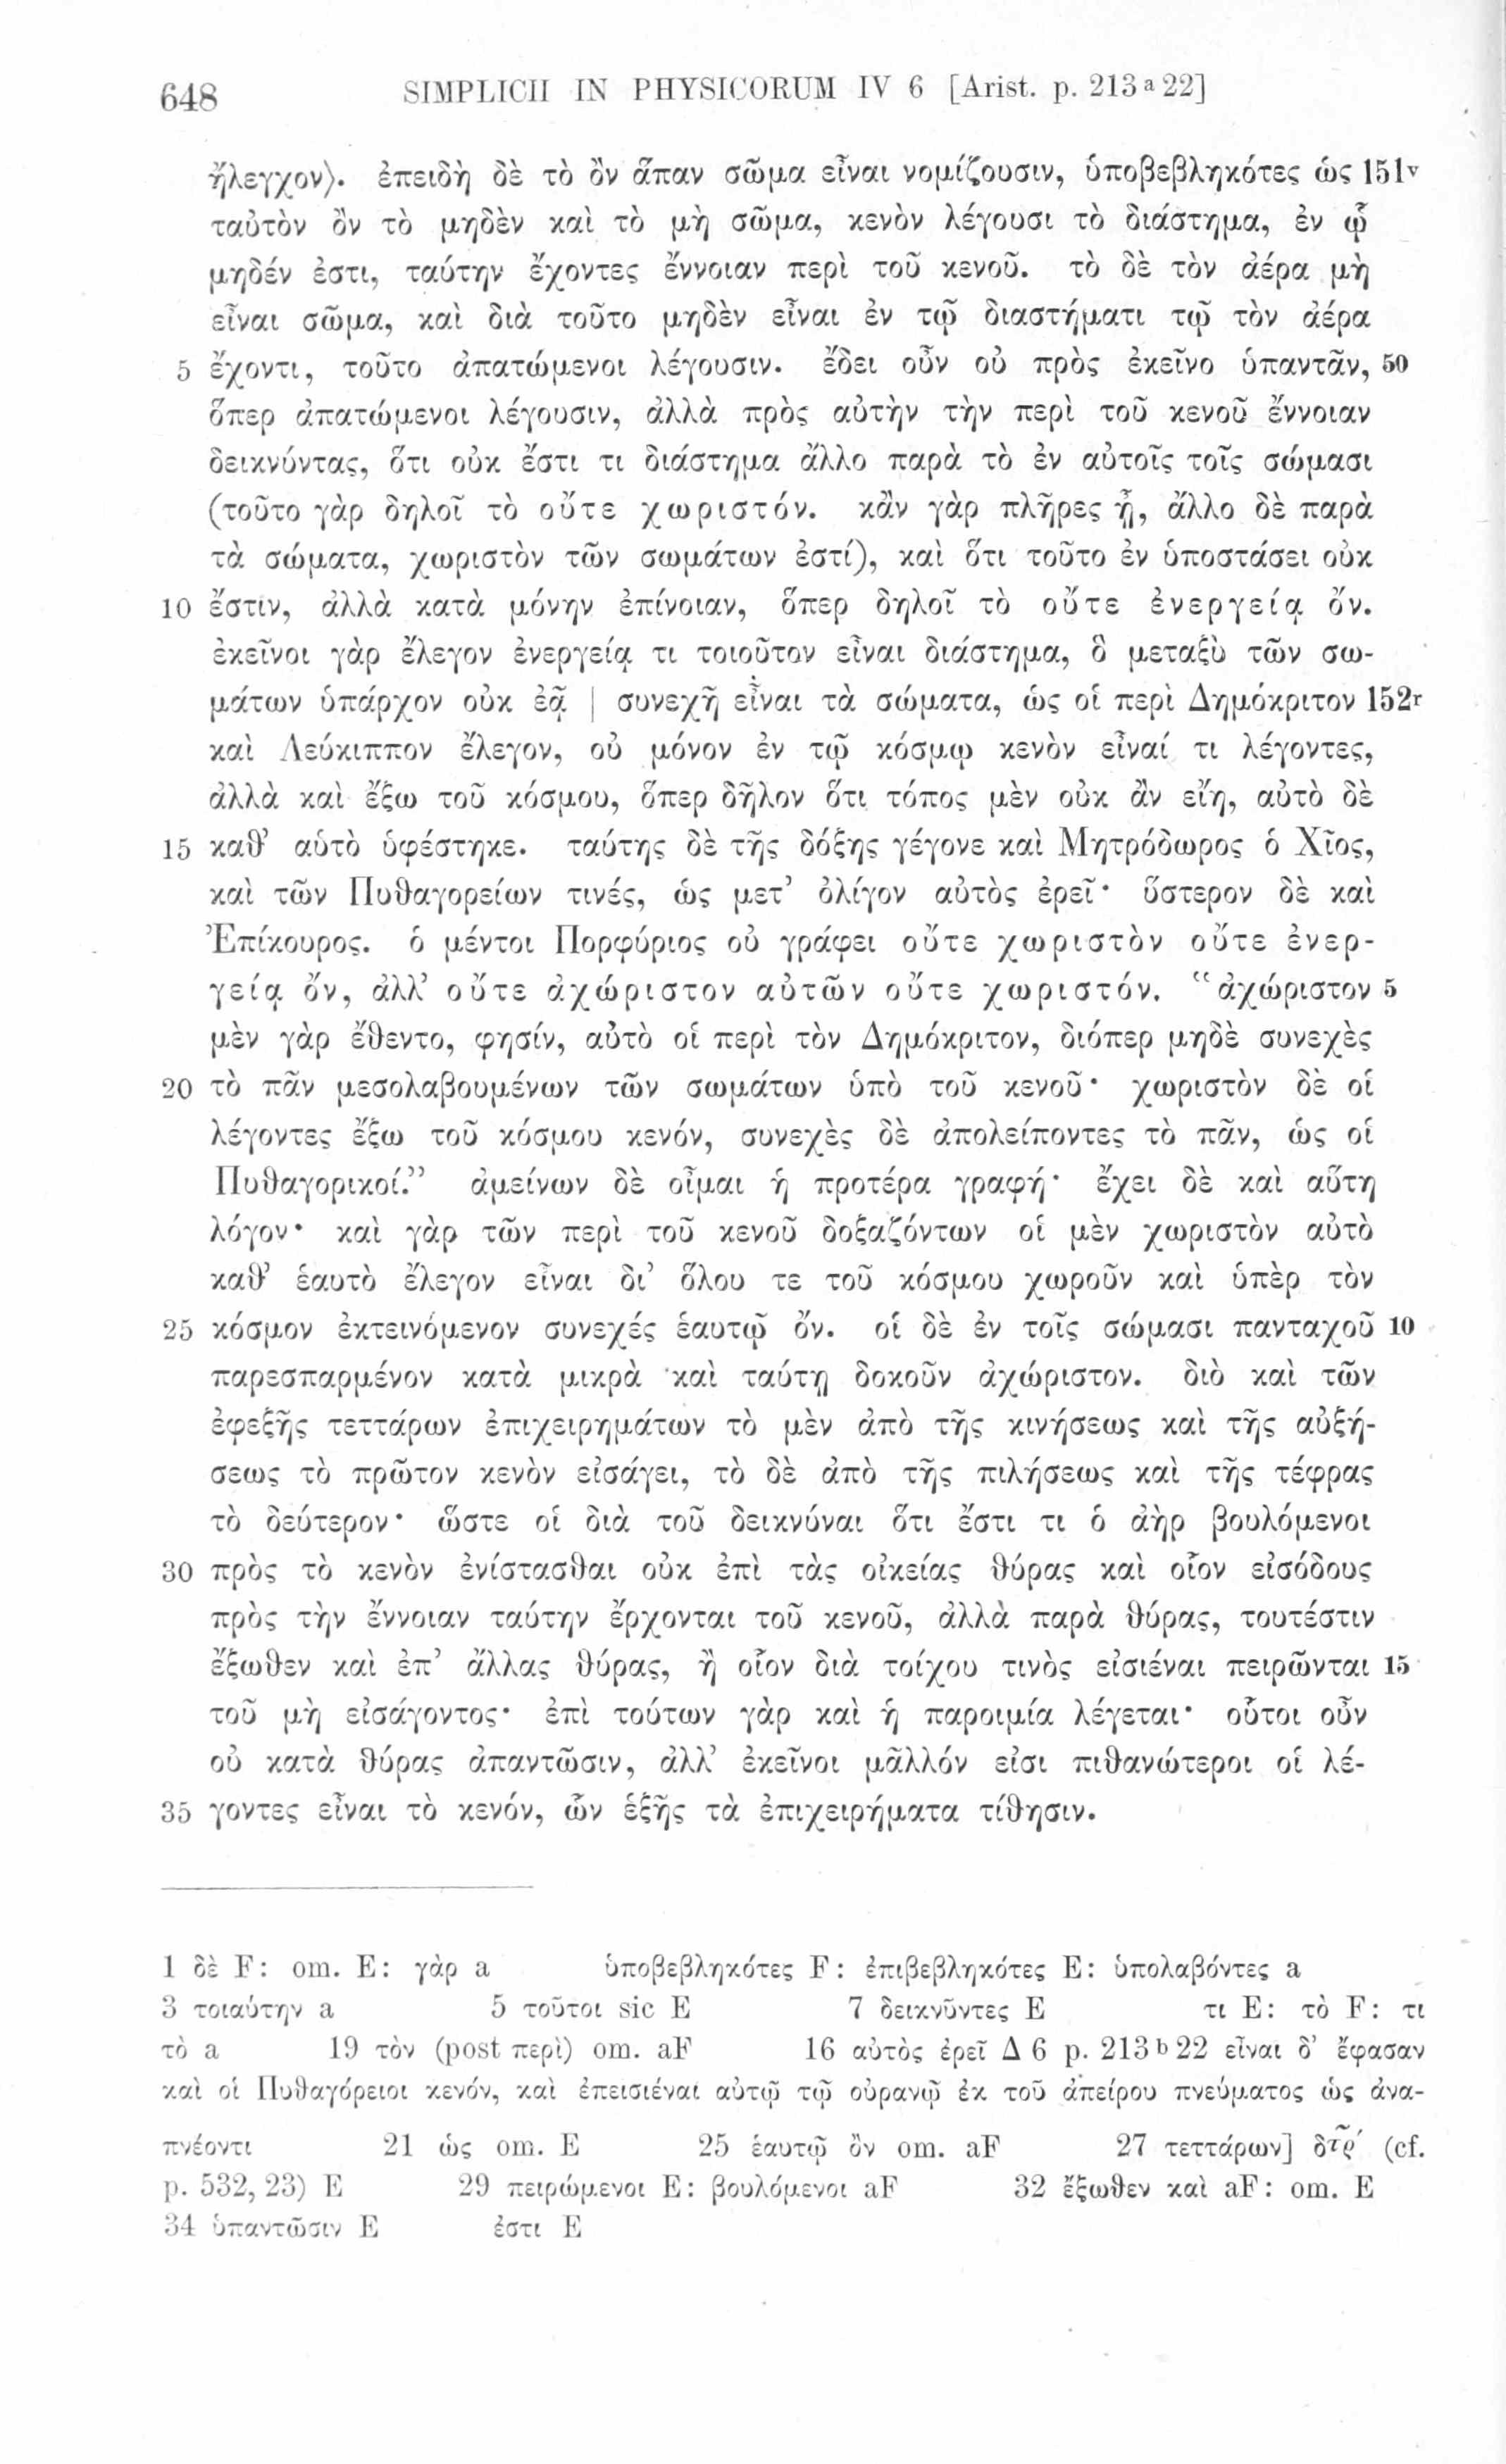 648 SIMPLICII IN PHYSICORUM IV 6 [Arist. p. 213 a 22]
ἤλεγχον). ἐπειδὴ δὲ τὸ ὂν ἅπαν σῶμα εἶναι νομίζουσιν, ὑποβεβληκότες ὡς 151v
ταὐτὸν ὂν τὸ μηδὲν καὶ τὸ μὴ σῶμα, κενὸν λέγουσι τὸ διάστημα, ἐν ᾧ
μηδέν ἐστι, ταύτην ἔχοντες ἔννοιαν περὶ τοῦ κενοῦ. τὸ δὲ τὸν ἀέρα μὴ
εἶναι σῶμα, καὶ διὰ τοῦτο μηδὲν εἶναι ἐν τῷ διαστήματι τῷ τὸν ἀέρα
5 ἔχοντι, τοῦτο ἀπατώμενοι λέγουσιν. ἔδει οὖν οὐ πρὸς ἐκεῖνο ὑπαντᾶν, 50
ὅπερ ἀπατώμενοι λέγουσιν, ἀλλὰ πρὸς αὐτὴν τὴν περὶ τοῦ κενοῦ ἔννοιαν
δεικνύντας, ὅτι οὐκ ἔστι τι διάστημα ἄλλο παρὰ τὸ ἐν αὐτοῖς τοῖς σώμασι
(τοῦτο γὰρ δηλοῖ τὸ οὔτε χωριστόν. κἂν γὰρ πλῆρες ᾖ, ἄλλο δὲ παρὰ
τὰ σώματα, χωριστὸν τῶν σωμάτων ἐστί), καὶ ὅτι τοῦτο ἐν ὑποστάσει οὐκ
10 ἔστιν, ἀλλὰ κατὰ μόνην ἐπίνοιαν, ὅπερ δηλοῖ τὸ οὔτε ἐνεργείᾳ ὄν.
ἐκεῖνοι γὰρ ἔλεγον ἐνεργείᾳ τι τοιοῦτον εἶναι διάστημα, ὃ μεταξὺ τῶν σω-
μάτων ὑπάρχον οὐκ ἐᾷ | συνεχῆ εἶναι τὰ σώματα, ὡς οἱ περὶ Δημόκριτον 152r
καὶ Λεύκιππον ἔλεγον, οὐ μόνον ἐν τῷ κόσμῳ κενὸν εἶναί τι λέγοντες,
ἀλλὰ καὶ ἔξω τοῦ κόσμου, ὅπερ δῆλον ὅτι τόπος μὲν οὐκ ἂν εἴη, αὐτὸ δὲ
15 καθ’ αὑτὸ ὑφέστηκε. ταύτης δὲ τῆς δόξης γέγονε καὶ Μητρόδωρος ὁ Χῖος,
καὶ τῶν Πυθαγορείων τινές, ὡς μετ’ ὀλίγον αὐτὸς ἐρεῖ· ὕστερον δὲ καὶ
Ἐπίκουρος. ὁ μέντοι Πορφύριος οὐ γράφει οὔτε χωριστὸν οὔτε ἐνερ-
γείᾳ ὄν, ἀλλ’ οὔτε ἀχώριστον αὐτῶν οὔτε χωριστόν. “ἀχώριστον 5
μὲν γὰρ ἔθεντο, φησίν, αὐτὸ οἱ περὶ τὸν Δημόκριτον, διόπερ μηδὲ συνεχὲς
20 τὸ πᾶν μεσολαβουμένων τῶν σωμάτων ὑπὸ τοῦ κενοῦ· χωριστὸν δὲ οἱ
λέγοντες ἔξω τοῦ κόσμου κενόν, συνεχὲς δὲ ἀπολείποντες τὸ πᾶν, ὡς οἱ
Πυθαγορικοί.” ἀμείνων δὲ οἶμαι ἡ προτέρα γραφή· ἔχει δὲ καὶ αὕτη
λόγον· καὶ γὰρ τῶν περὶ τοῦ κενοῦ δοξαζόντων οἱ μὲν χωριστὸν αὐτὸ
καθ’ ἑαυτὸ ἔλεγον εἶναι δι’ ὅλου τε τοῦ κόσμου χωροῦν καὶ ὑπὲρ τὸν
25 κόσμον ἐκτεινόμενον συνεχές ἑαυτῷ ὄν. οἱ δὲ ἐν τοῖς σώμασι πανταχοῦ 10
παρεσπαρμένον κατὰ μικρὰ καὶ ταύτῃ δοκοῦν ἀχώριστον. διὸ καὶ τῶν
ἐφεξῆς τεττάρων ἐπιχειρημάτων τὸ μὲν ἀπὸ τῆς κινήσεως καὶ τῆς αὐξή-
σεως τὸ πρῶτον κενὸν εἰσάγει, τὸ δὲ ἀπὸ τῆς πιλήσεως καὶ τῆς τέφρας
τὸ δεύτερον· ὥστε οἱ διὰ τοῦ δεικνύναι ὅτι ἔστι τι ὁ ἀὴρ βουλόμενοι
30 πρὸς τὸ κενὸν ἐνίστασθαι οὐκ ἐπὶ τὰς οἰκείας θύρας καὶ οἷον εἰσόδους
πρὸς τὴν ἔννοιαν ταύτην ἔρχονται τοῦ κενοῦ, ἀλλὰ παρὰ θύρας, τουτέστιν
ἔξωθεν καὶ ἐπ’ ἄλλας θύρας, ἢ οἷον διὰ τοίχου τινὸς εἰσιέναι πειρῶνται 15
τοῦ μὴ εἰσάγοντος· ἐπὶ τούτων γὰρ καὶ ἡ παροιμία λέγεται· οὗτοι οὖν
οὐ κατὰ θύρας ἀπαντῶσιν, ἀλλ’ ἐκεῖνοι μᾶλλόν εἰσι πιθανώτεροι οἱ λέ-
35 γοντες εἶναι τὸ κενόν, ὧν ἑξῆς τὰ ἐπιχειρήματα τίθησιν.
1 δὲ F: om. E: γὰρ a ὑποβεβληκότες F: ἐπιβεβληκότες E: ὑπολαβόντες a
3 τοιαύτην a 5 τοῦτοι sic E 7 δεικνῦντες E τι E: τὸ F: τι
τὸ a 19 τὸν (post περὶ) om. aF 16 αὐτὸς ἐρεῖ Δ 6 p. 213 b 22 εἶναι δ’ ἔφασαν
καὶ οἱ Πυθαγόρειοι κενόν, καὶ ἐπεισιέναι αὐτῷ τῷ οὐρανῷ ἐκ τοῦ ἀπείρου πνεύματος ὡς ἀνα-
πνέοντι 21 ὡς om. E 25 ἑαυτῷ ὂν om. aF 27 τεττάρων] (cf.
p. 532, 23) E 29 πειρώμενοι E: βουλόμενοι aF 32 ἔξωθεν καὶ aF: om. E
34 ὑπαντῶσιν E ἐστι E